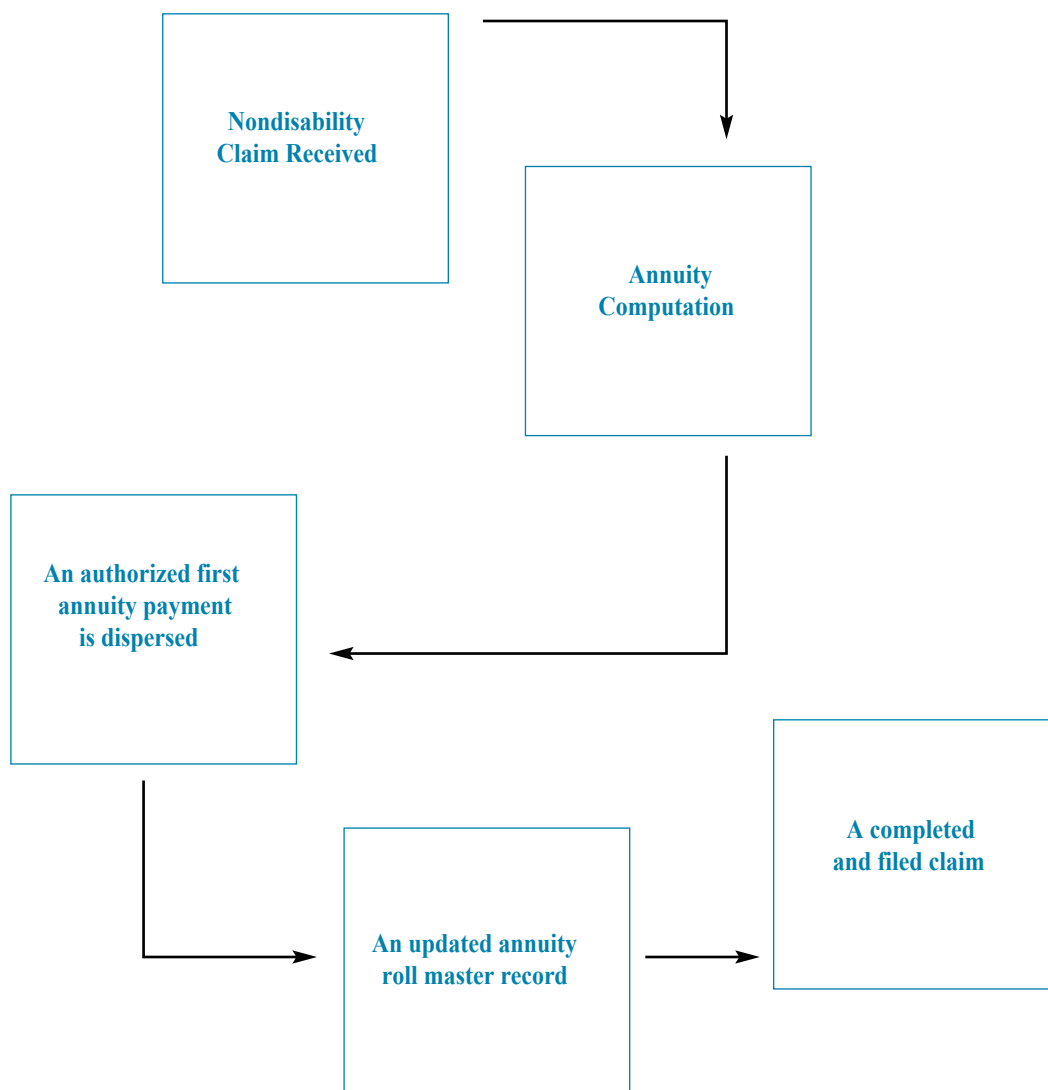 Nondisability
Claim Received
Annuity
Computation
An authorized first
annuity payment
is dispersed
An updated annuity
roll master record
A completed
and filed claim